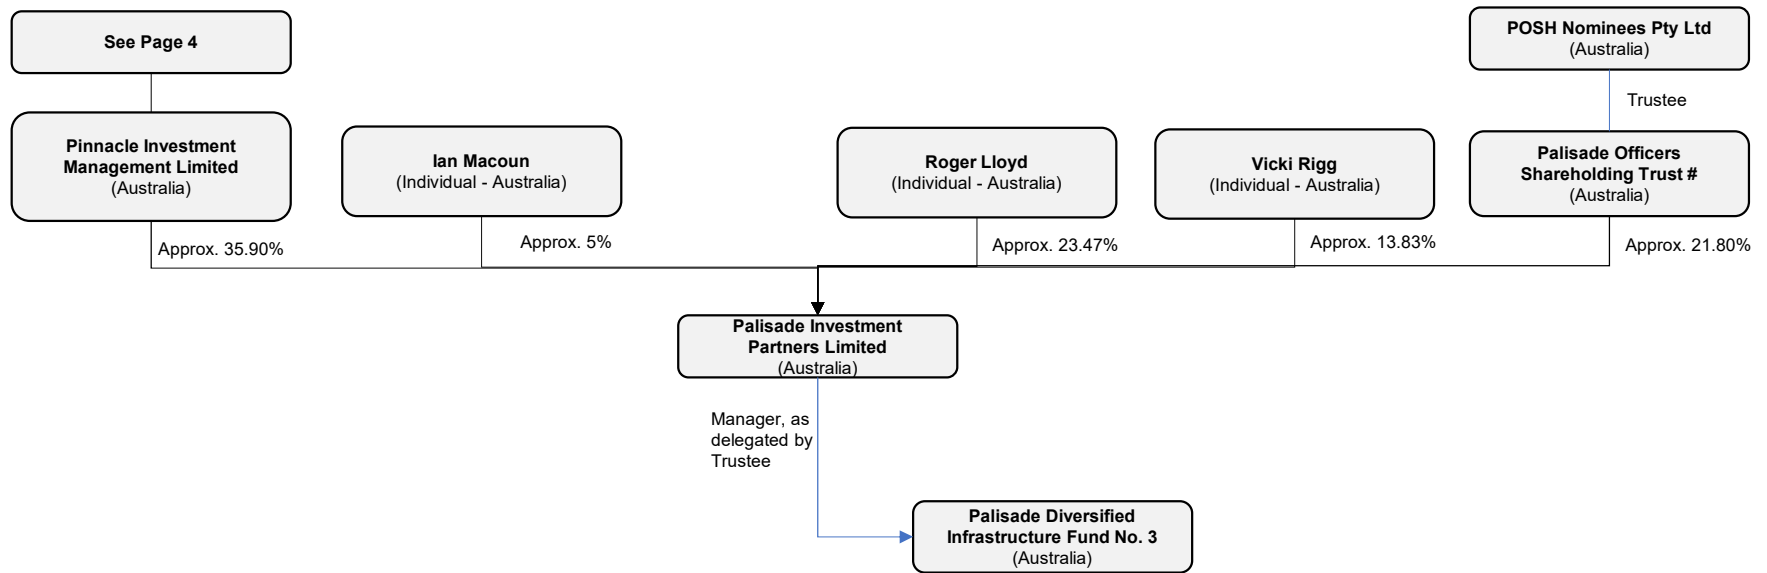 See Page 4
POSH Nominees Pty Ltd
(Australia)
Trustee
Pinnacle Investment
Management Limited
(Australia)
Ian Macoun
(Individual - Australia)
Roger Lloyd
(Individual - Australia)
Vicki Rigg
(Individual - Australia)
Palisade Officers
Shareholding Trust #
(Australia)
Approx. 35.90%
Approx. 5%
Approx. 23.47%
Approx. 13.83%
Approx. 21.80%
Palisade Investment
Partners Limited
(Australia)
Manager, as
delegated by
Trustee
Palisade Diversified
Infrastructure Fund No. 3
(Australia)